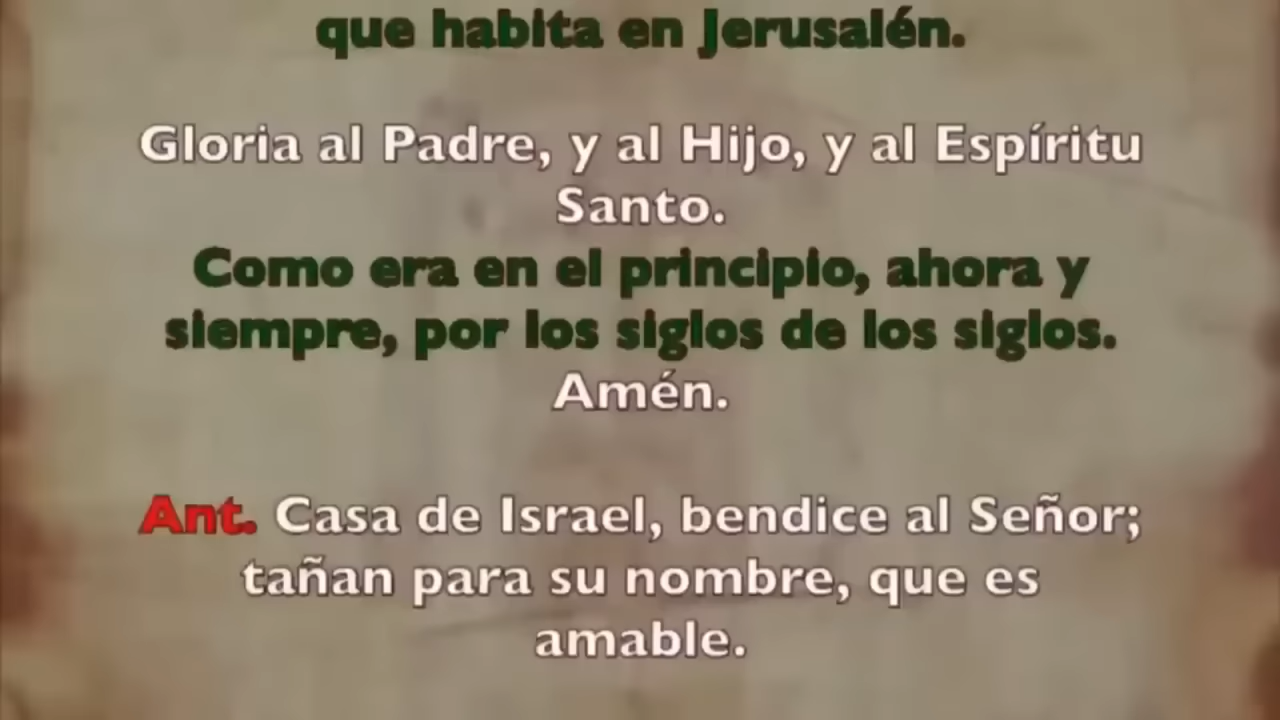 que habita en Jerusalén.
Gloria al Padre, y al Hijo, y al Espíritu
Santo.
Como era en el principio, ahora y
siempre, por los siglos de los siglos.
Amén.
Ant. Casa de Israel, bendice al Señor;
tañan para su nombre, que es
amable.